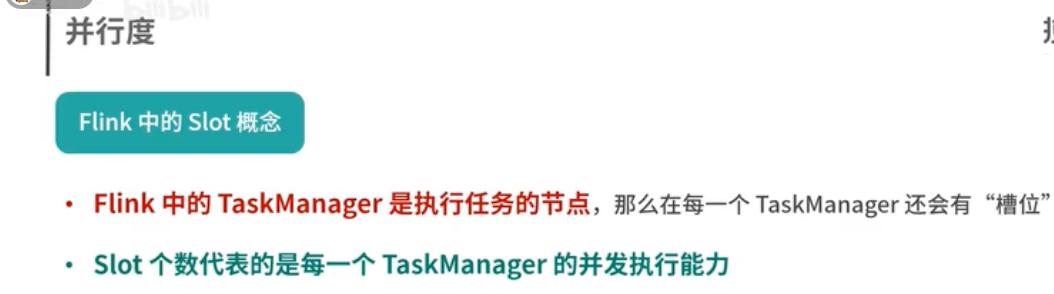 并行度
Flink 中的 Slot 概念
• Flink 中的 TaskManager 是执行任务的节点，那么在每一个 TaskManager 还会有“槽位”
• Slot 个数代表的是每一个 TaskManager 的并发执行能力